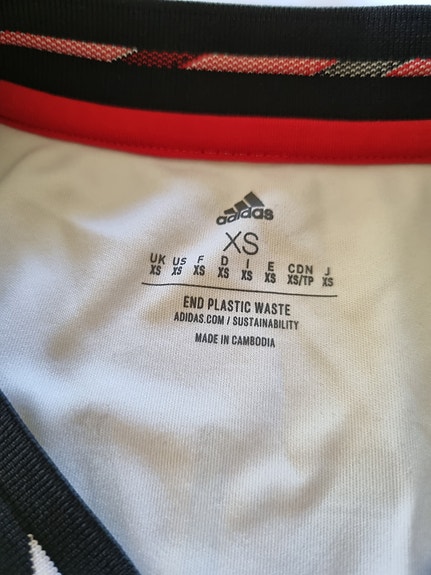 adidas
XS
UK US F D I E CDN J
XS XS XS XS XS XS XS/TP XS
END PLASTIC WASTE
ADIDAS.COM / SUSTAINABILITY
MADE IN CAMBODIA